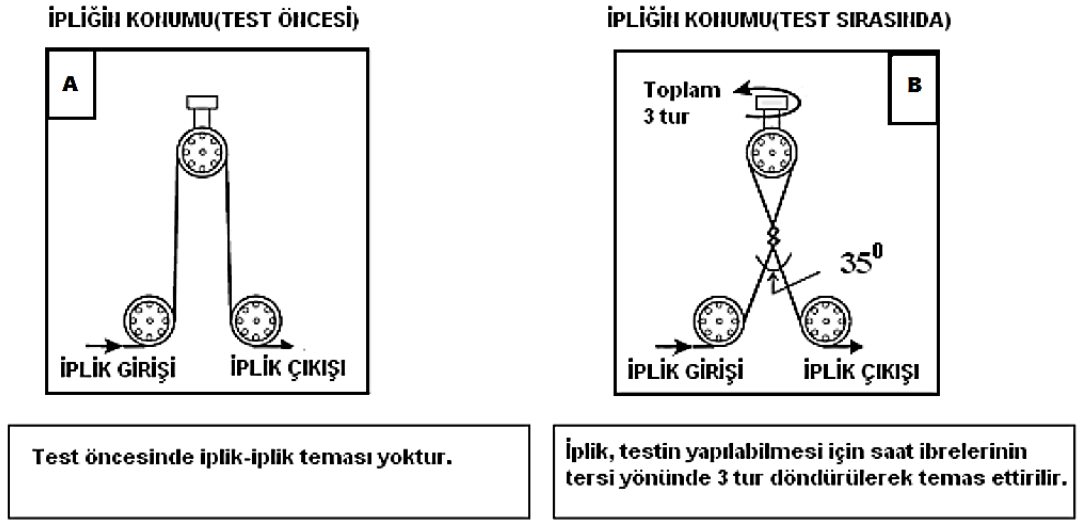 İPLİĞİN KONUMU(TEST ÖNCESİ)
A
İPLİK GİRİŞİ
İPLİK ÇIKIŞI
Test öncesinde iplik-iplik teması yoktur.
İPLİĞİN KONUMU(TEST SIRASINDA)
B
Toplam
3 tur
35⁰
İPLİK GİRİŞİ
İPLİK ÇIKIŞI
İplik, testin yapılabilmesi için saat ibrelerinin
tersi yönünde 3 tur döndürülerek temas ettirilir.